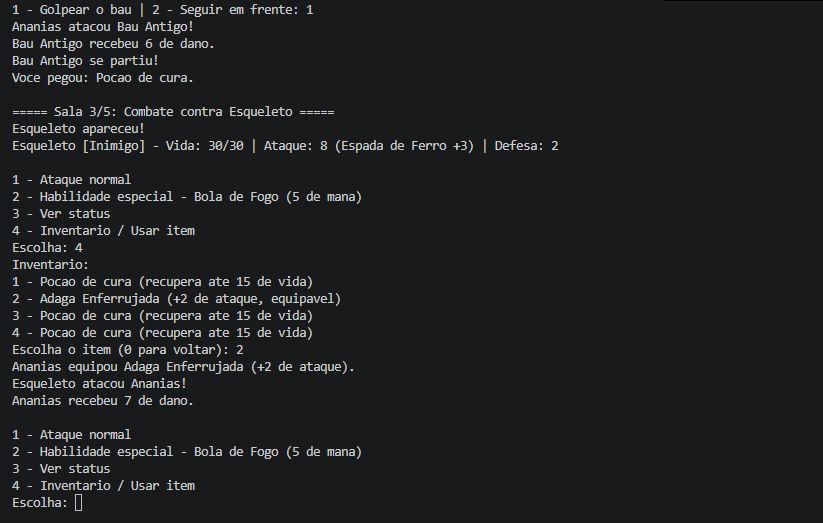 1 - Golpear o bau | 2 - Seguir em frente: 1
Ananias atacou Bau Antigo!
Bau Antigo recebeu 6 de dano.
Bau Antigo se partiu!
Voce pegou: Pocao de cura.
===== Sala 3/5: Combate contra Esqueleto =====
Esqueleto apareceu!
Esqueleto [Inimigo] - Vida: 30/30 | Ataque: 8 (Espada de Ferro +3) | Defesa: 2
1 - Ataque normal
2 - Habilidade especial - Bola de Fogo (5 de mana)
3 - Ver status
4 - Inventario / Usar item
Escolha: 4
Inventario:
1 - Pocao de cura (recupera ate 15 de vida)
2 - Adaga Enferrujada (+2 de ataque, equipavel)
3 - Pocao de cura (recupera ate 15 de vida)
4 - Pocao de cura (recupera ate 15 de vida)
Escolha o item (0 para voltar): 2
Ananias equipou Adaga Enferrujada (+2 de ataque).
Esqueleto atacou Ananias!
Ananias recebeu 7 de dano.
1 - Ataque normal
2 - Habilidade especial - Bola de Fogo (5 de mana)
3 - Ver status
4 - Inventario / Usar item
Escolha: